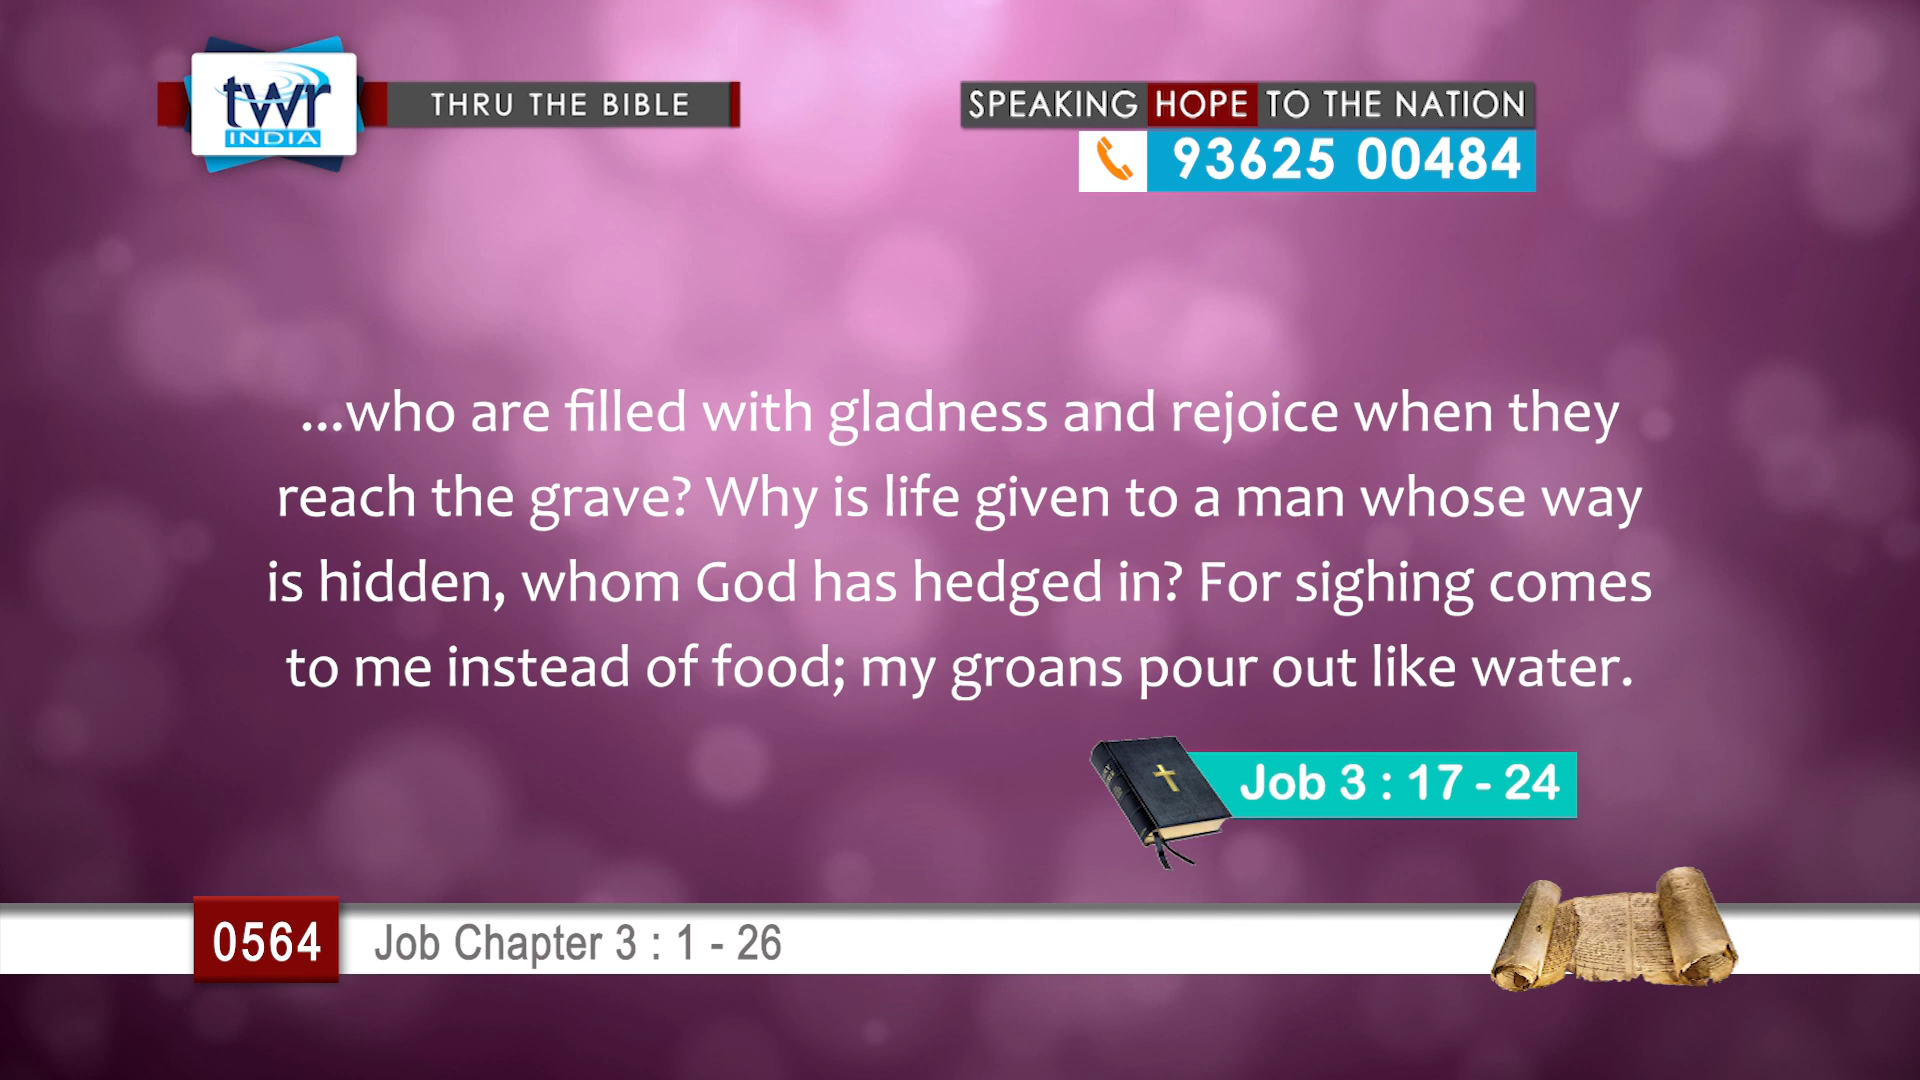 twr
INDIA
THRU THE BIBLE
SPEAKING HOPE TO THE NATION
93625 00484
...who are filled with gladness and rejoice when they
reach the grave? Why is life given to a man whose way
is hidden, whom God has hedged in? For sighing comes
to me instead of food; my groans pour out like water.
Job 3 : 17 - 24
0564
Job Chapter 3 : 1 - 26